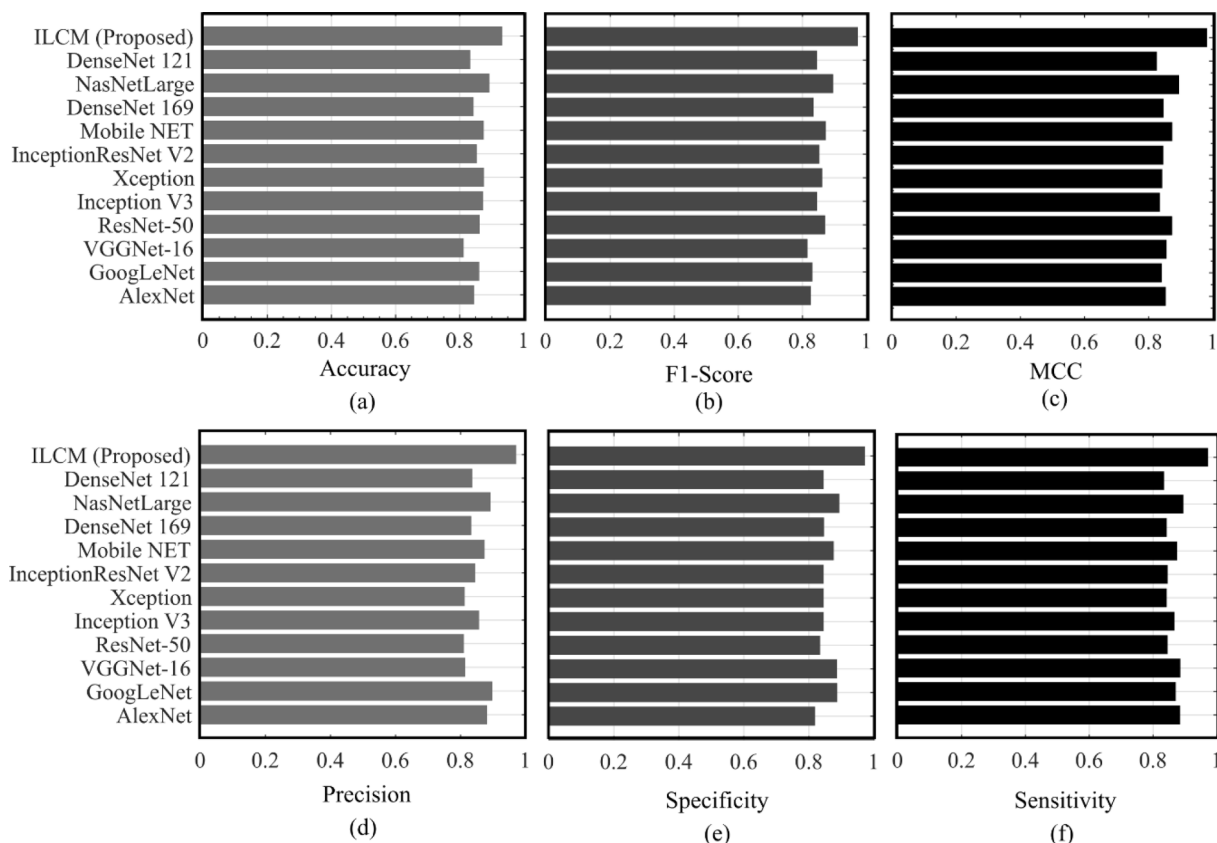 ILCM (Proposed)
DenseNet 121
NasNetLarge
DenseNet 169
Mobile NET
InceptionResNet V2
Xception
Inception V3
ResNet-50
VGGNet-16
GoogLeNet
AlexNet
0 0.2 0.4 0.6 0.8 1
Accuracy
(a)
0 0.2 0.4 0.6 0.8 1
F1-Score
(b)
0 0.2 0.4 0.6 0.8 1
MCC
(c)
ILCM (Proposed)
DenseNet 121
NasNetLarge
DenseNet 169
Mobile NET
InceptionResNet V2
Xception
Inception V3
ResNet-50
VGGNet-16
GoogLeNet
AlexNet
0 0.2 0.4 0.6 0.8 1
Precision
(d)
0 0.2 0.4 0.6 0.8 1
Specificity
(e)
0 0.2 0.4 0.6 0.8 1
Sensitivity
(f)